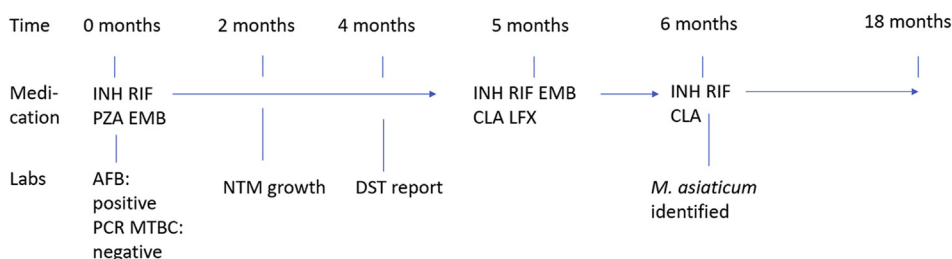 Time 0 months 2 months 4 months 5 months 6 months 18 months
Medi- INH RIF INH RIF EMB INH RIF
cation PZA EMB CLA LFX CLA
Labs AFB: NTM growth DST report M. asiaticum
positive identified
PCR MTBC:
negative